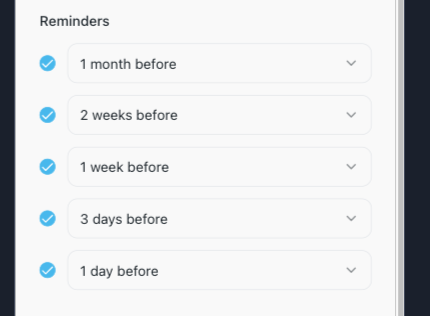 Reminders
1 month before
2 weeks before
1 week before
3 days before
1 day before